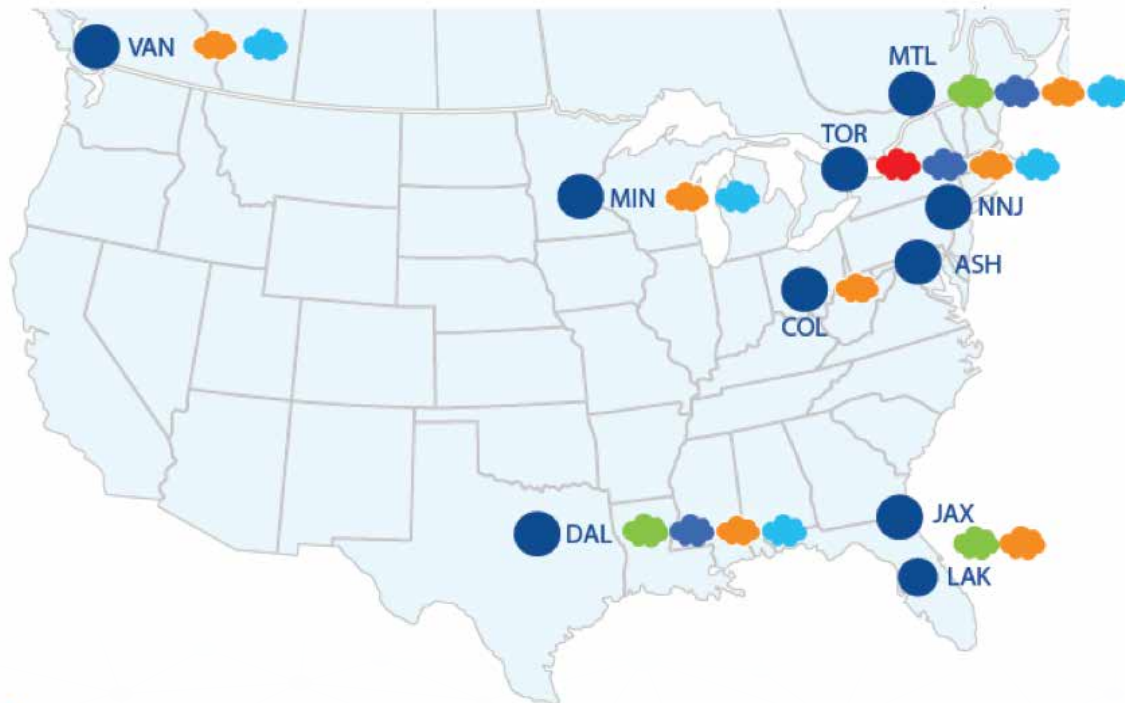 VAN
MTL
TOR
MIN
NNJ
ASH
COL
JAX
DAL
LAK